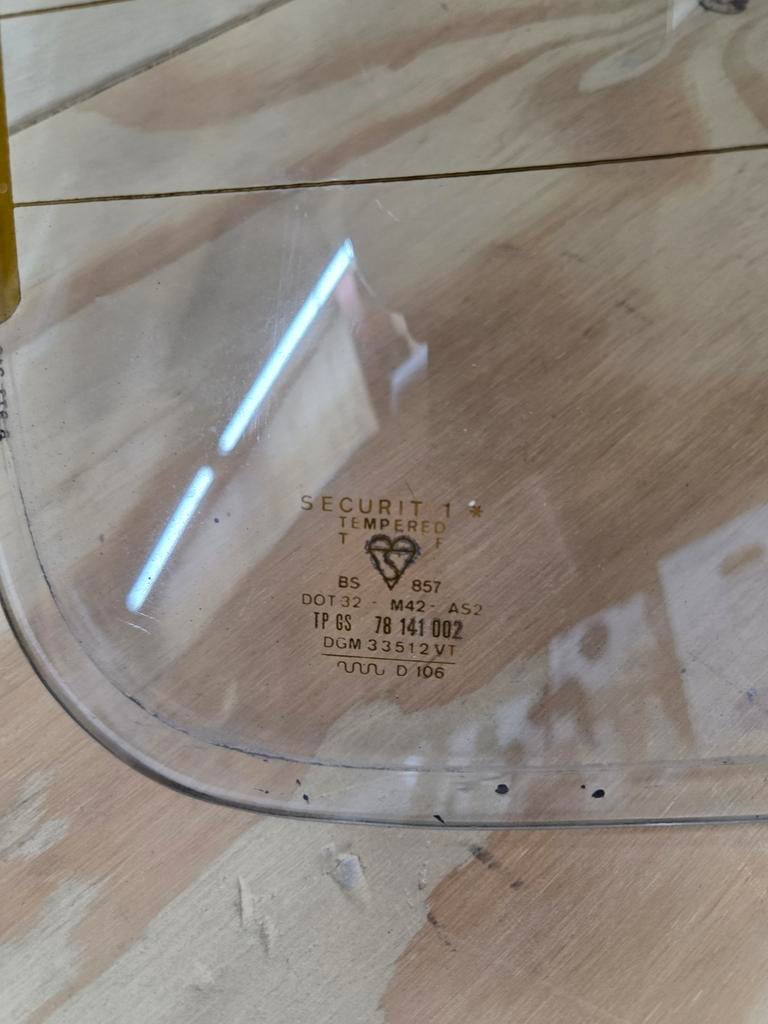 SECURIT 1 *
TEMPERED
T F
BS 857
DOT 32 - M42 - AS2
TP GS 78 141 002
DGM 33512 VT
D 106